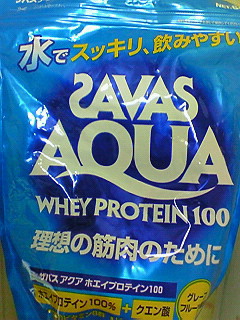 水でスッキリ、飲みやすい
SAVAS
AQUA
WHEY PROTEIN 100
理想の筋肉のために
ザバス アクア ホエイプロテイン100
ホエイプロテイン100% + クエン酸
グレープ
フルーツ